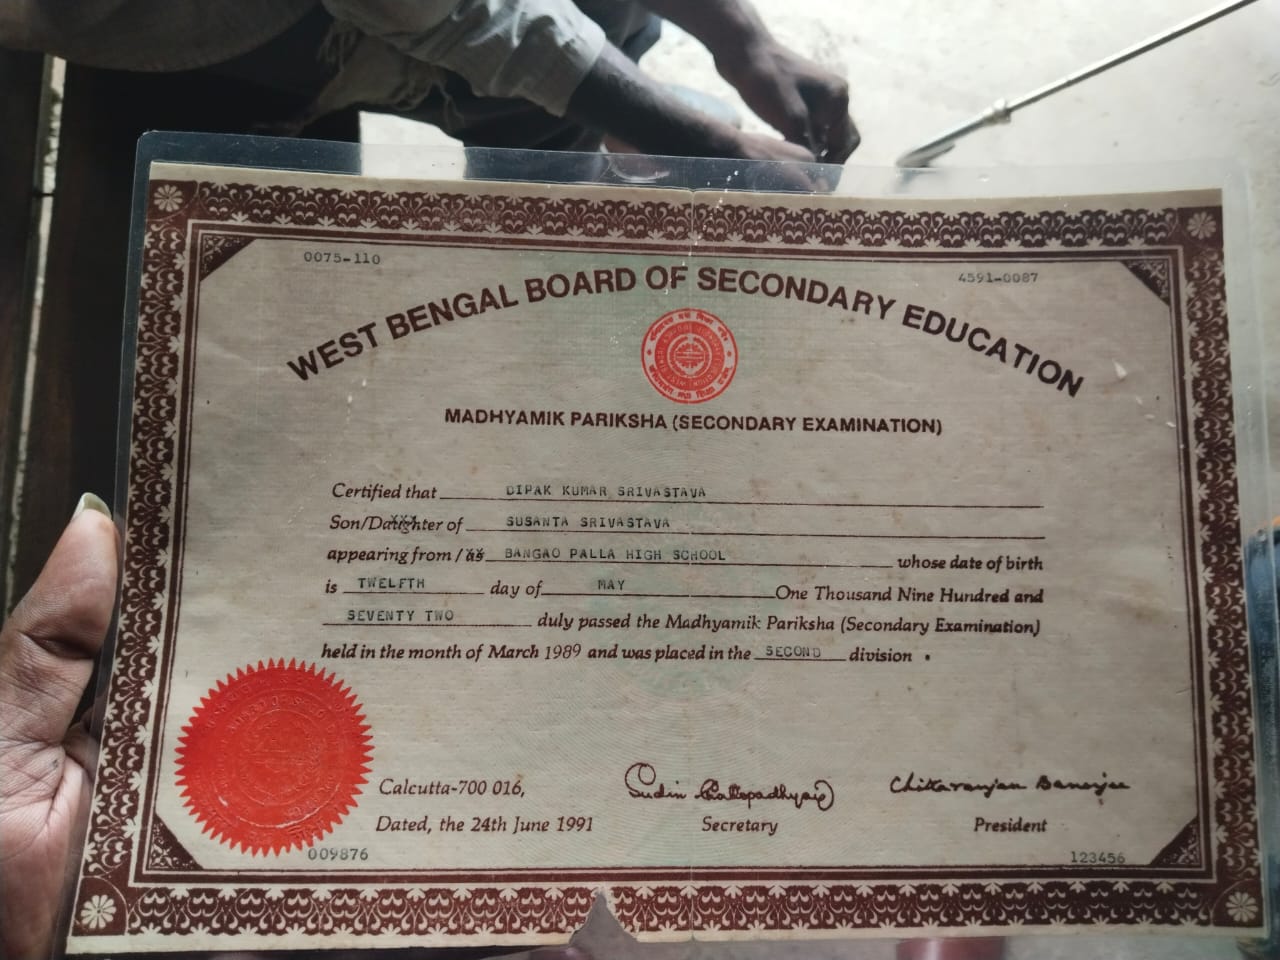 0075-110
4591-0087
WEST BENGAL BOARD OF SECONDARY EDUCATION
MADHYAMIK PARIKSHA (SECONDARY EXAMINATION)
Certified that DIPAK KUMAR SRIVASTAVA
Son/Daughter of SUSANTA SRIVASTAVA
appearing from / as BANGAO PALLA HIGH SCHOOL whose date of birth
is TWELFTH day of MAY One Thousand Nine Hundred and
SEVENTY TWO duly passed the Madhyamik Pariksha (Secondary Examination)
held in the month of March 1989 and was placed in the SECOND division .
Calcutta-700 016,
Dated, the 24th June 1991
Sudin Chattopadhyay
Secretary
Chittaranjan Banerjee
President
009876
123456